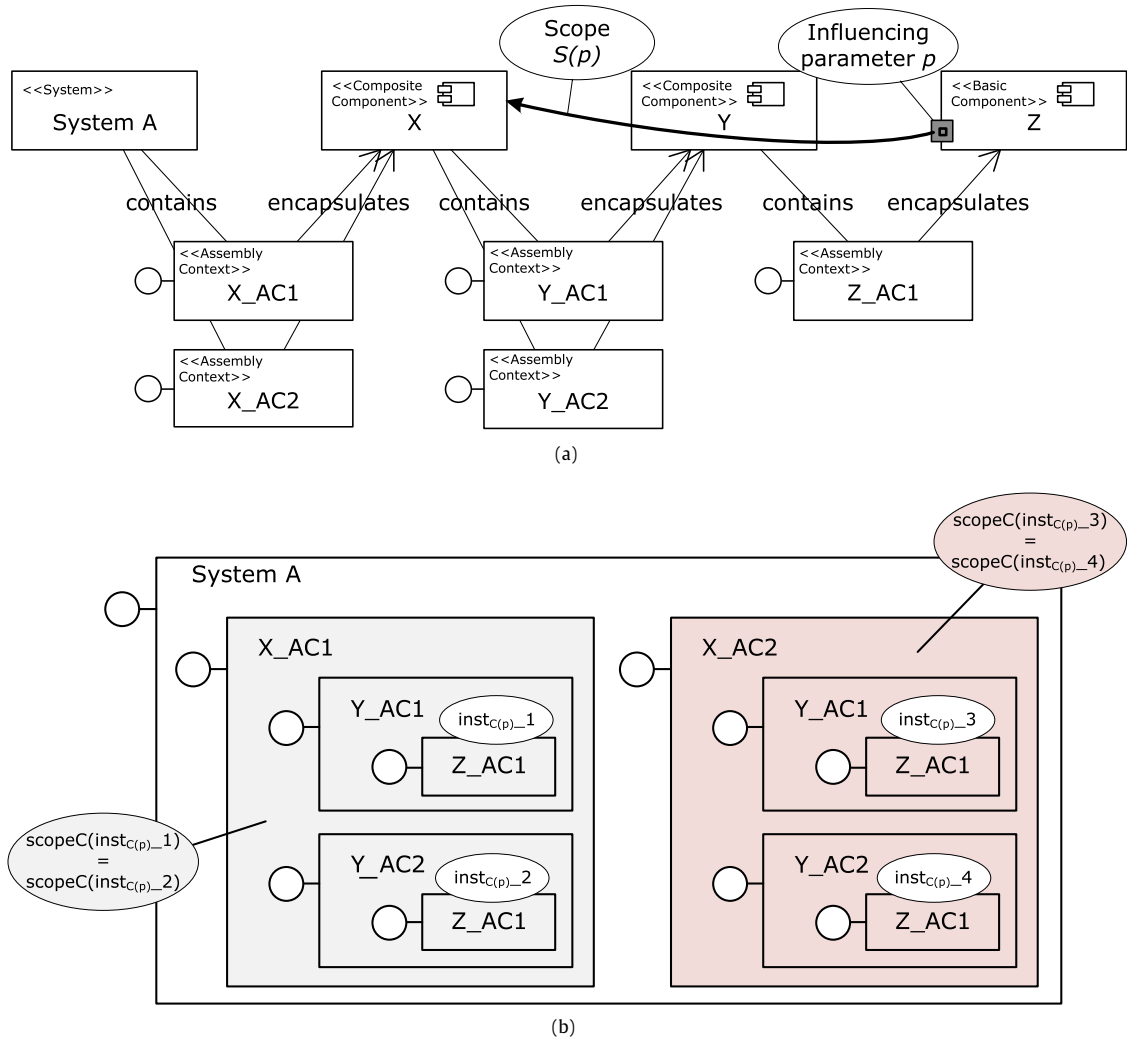 Scope
S(p)
Influencing
parameter p
<<System>>
System A
<<Composite
Component>>
X
<<Composite
Component>>
Y
<<Basic
Component>>
Z
contains
encapsulates
contains
encapsulates
contains
encapsulates
<<Assembly
Context>>
X_AC1
<<Assembly
Context>>
Y_AC1
<<Assembly
Context>>
Z_AC1
<<Assembly
Context>>
X_AC2
<<Assembly
Context>>
Y_AC2
(a)
scopeC(instC(p)_3)
=
scopeC(instC(p)_4)
System A
X_AC1
Y_AC1
instC(p)_1
Z_AC1
Y_AC2
instC(p)_2
Z_AC1
scopeC(instC(p)_1)
=
scopeC(instC(p)_2)
X_AC2
Y_AC1
instC(p)_3
Z_AC1
Y_AC2
instC(p)_4
Z_AC1
(b)